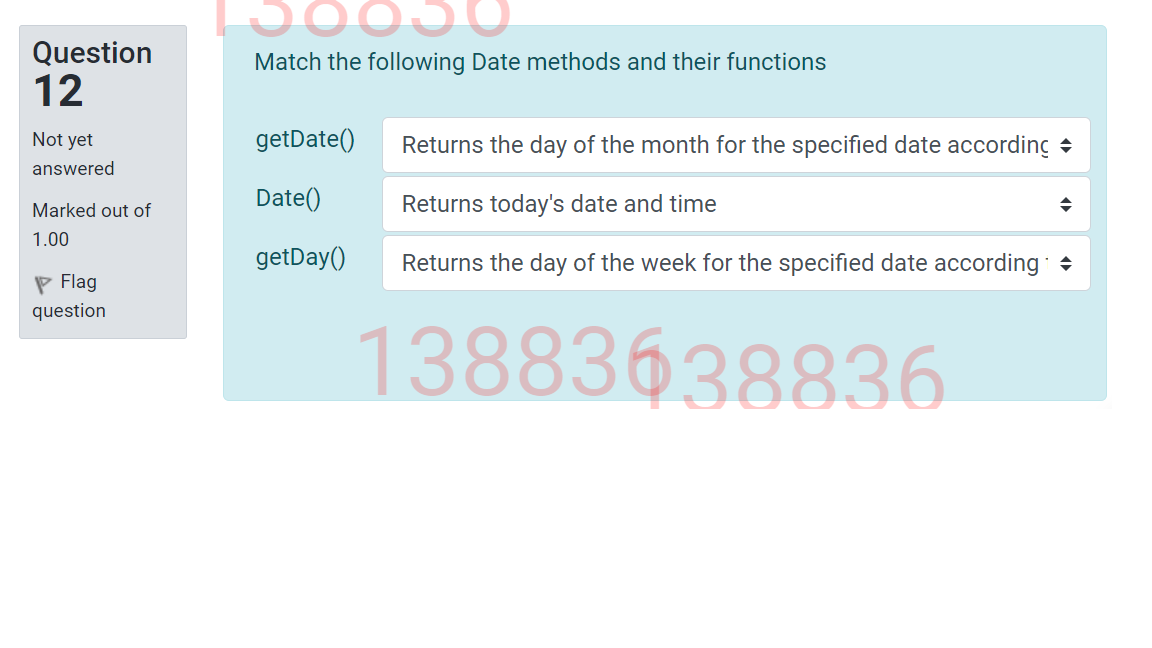 138836
Question
12
Not yet
answered
Marked out of
1.00
Flag
question
Match the following Date methods and their functions
getDate()
Returns the day of the month for the specified date according
Date()
Returns today's date and time
getDay()
Returns the day of the week for the specified date according
138836
138836